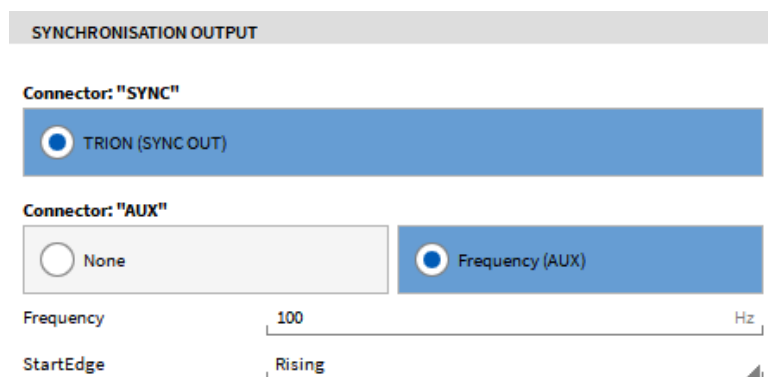 SYNCHRONISATION OUTPUT
Connector: "SYNC"
TRION (SYNC OUT)
Connector: "AUX"
None Frequency (AUX)
Frequency 100 Hz
StartEdge Rising